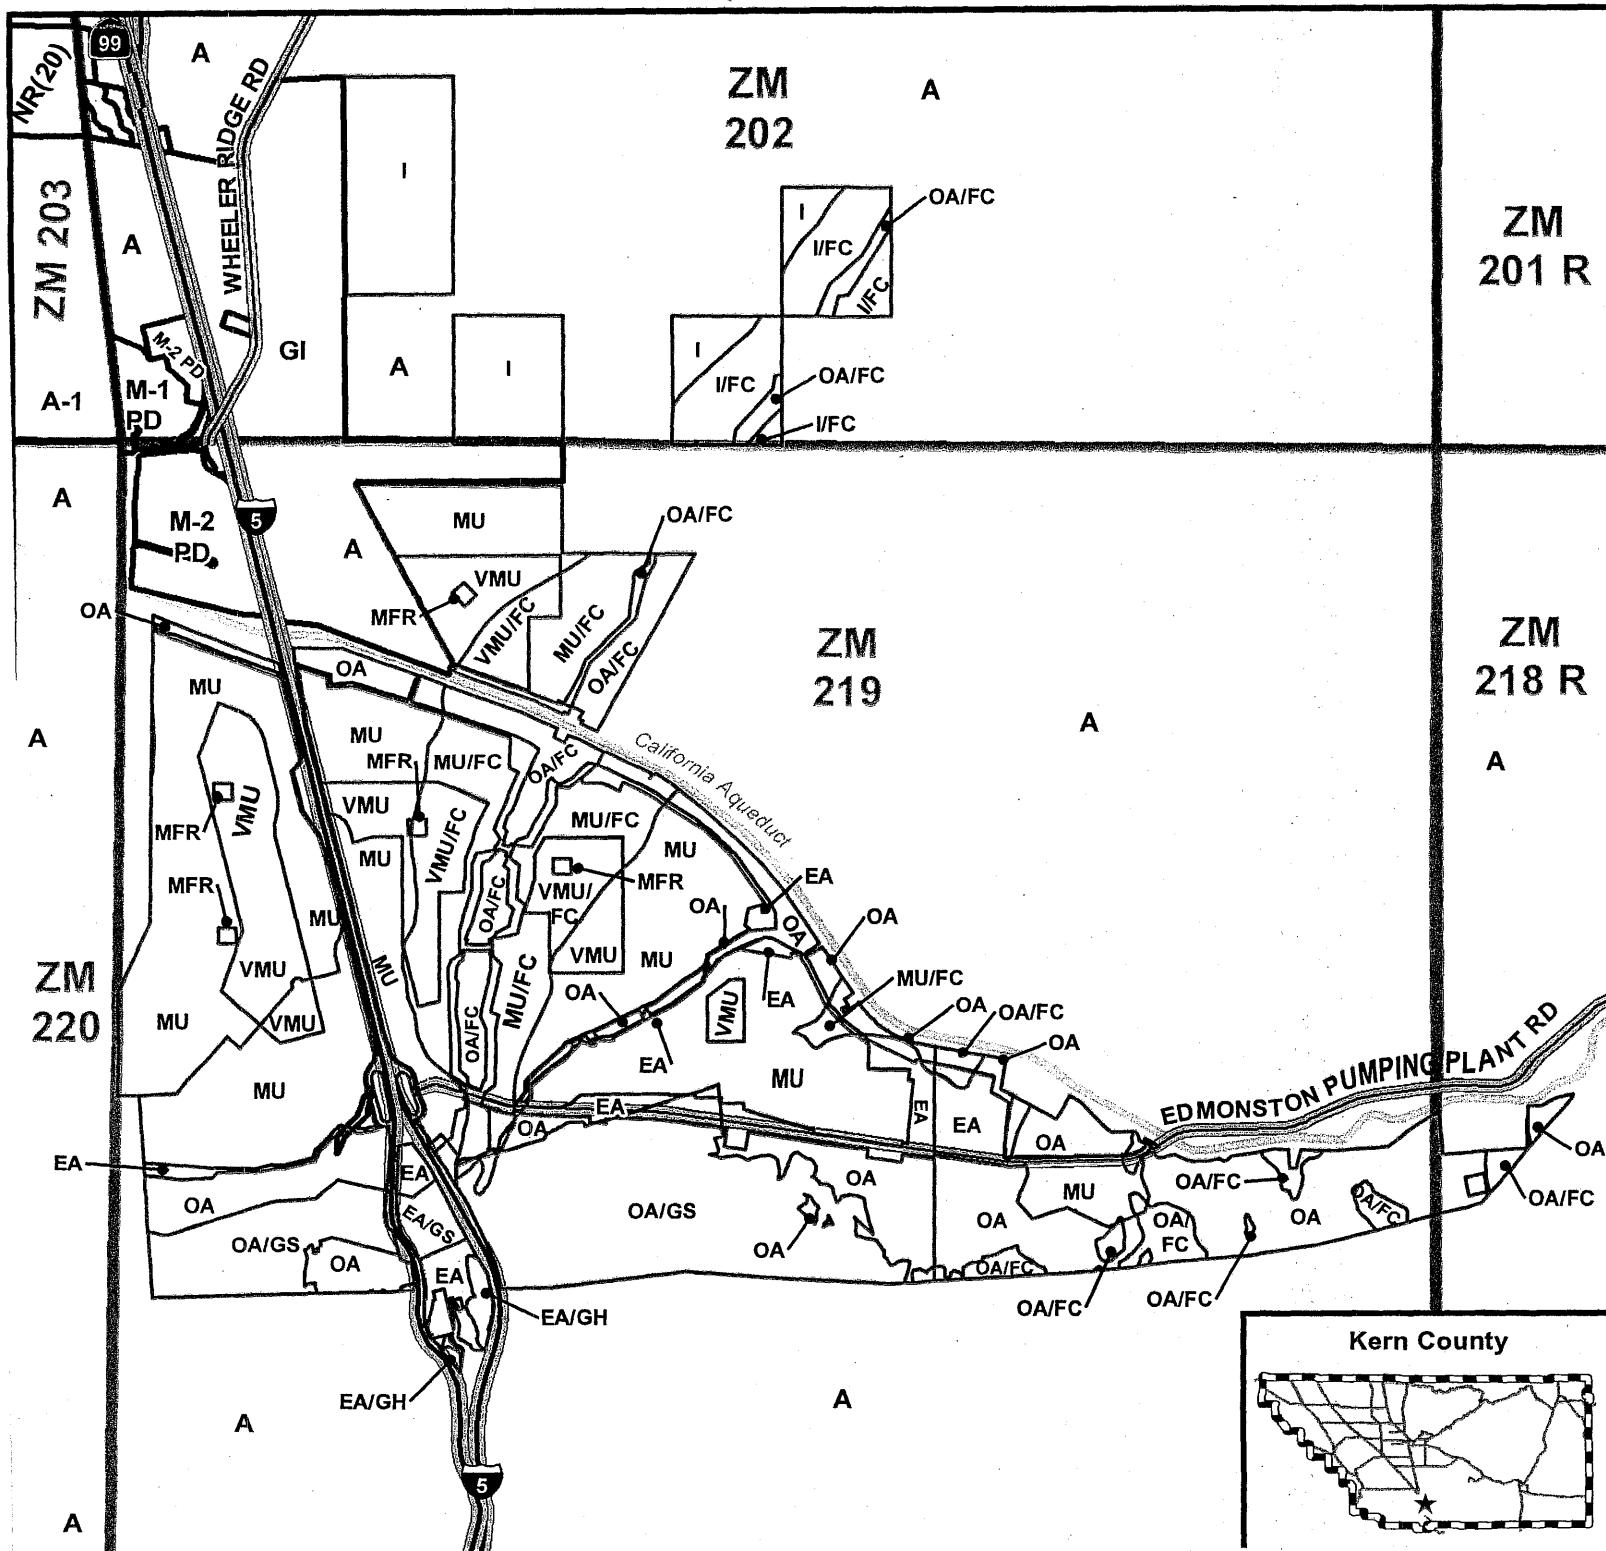 99
A
NR(20)
WHEELER RIDGE RD
ZM
202
A
I
ZM 203
A
OA/FC
I
I/FC
I/FC
ZM
201 R
M-2 PD
GI
A
I
I
I/FC
OA/FC
I/FC
A-1
M-1
PD
A
M-2
PD
5
A
MU
OA/FC
VMU
MFR
VMU/FC
MU/FC
OA/FC
OA
OA
ZM
219
ZM
218 R
MU
A
A
A
MU
MFR
MU/FC
OA/FC
California Aqueduct
VMU
MFR
VMU
MU
VMU/FC
MU/FC
MU
MFR
OA/FC
VMU/
FC
MFR
EA
OA
OA
OA
MU
MU
VMU
MU/FC
VMU
MU
EA
MU/FC
ZM
220
MU
VMU
OA/FC
OA
EA
VMU
OA
OA/FC
OA
MU
MU
EA
EA
OA
EA
OA
EDMONSTON PUMPING PLANT RD
OA
EA
EA
OA
EA/GS
OA/GS
OA
OA/GS
OA
OA
MU
OA
OA/FC
OA/
FC
OA/FC
OA
OA/FC
OA
OA/FC
EA
EA/GH
EA/GH
OA/FC
OA/FC
A
A
A
5
Kern County